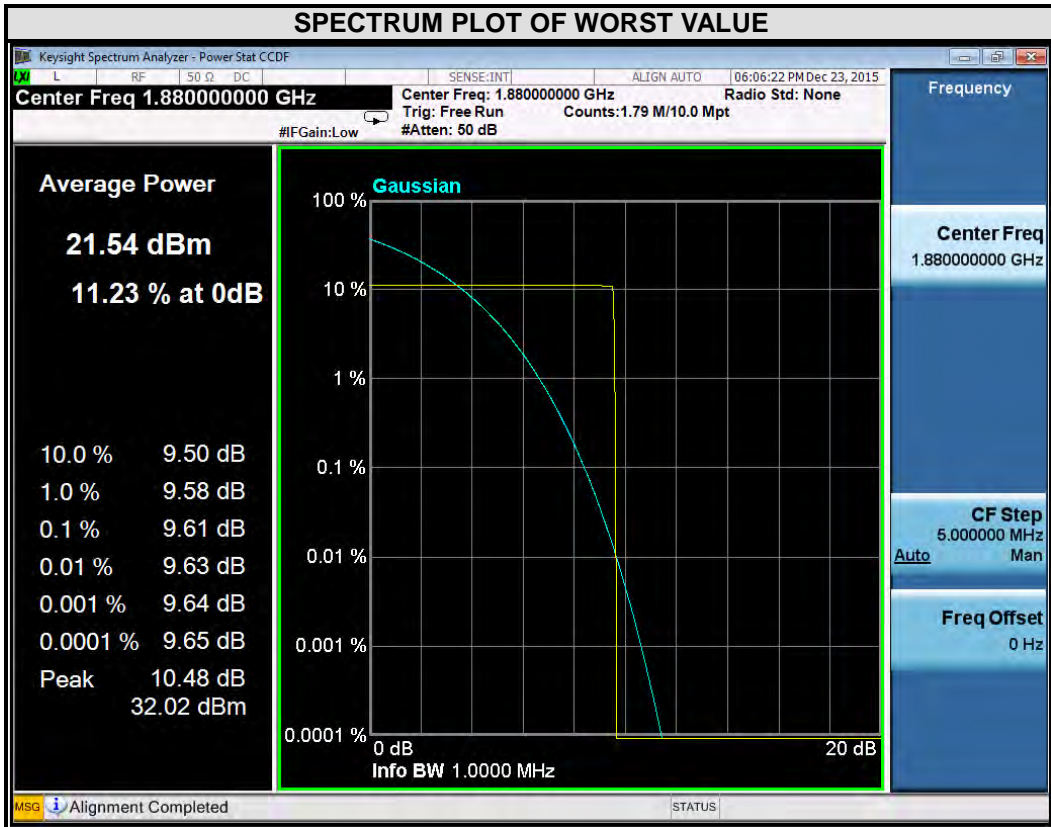 SPECTRUM PLOT OF WORST VALUE
Keysight Spectrum Analyzer - Power Stat CCDF
LXI L RF 50 Ω DC SENSE:INT ALIGN AUTO 06:06:22 PM Dec 23, 2015
Center Freq 1.880000000 GHz
Center Freq: 1.880000000 GHz
Radio Std: None
Trig: Free Run
Counts:1.79 M/10.0 Mpt
#IFGain:Low
#Atten: 50 dB
Average Power
21.54 dBm
11.23 % at 0dB
10.0 % 9.50 dB
1.0 % 9.58 dB
0.1 % 9.61 dB
0.01 % 9.63 dB
0.001 % 9.64 dB
0.0001 % 9.65 dB
Peak 10.48 dB
32.02 dBm
Gaussian
100 %
10 %
1 %
0.1 %
0.01 %
0.001 %
0.0001 %
0 dB
20 dB
Info BW 1.0000 MHz
Frequency
Center Freq
1.880000000 GHz
CF Step
5.000000 MHz
Auto Man
Freq Offset
0 Hz
MSG Alignment Completed
STATUS